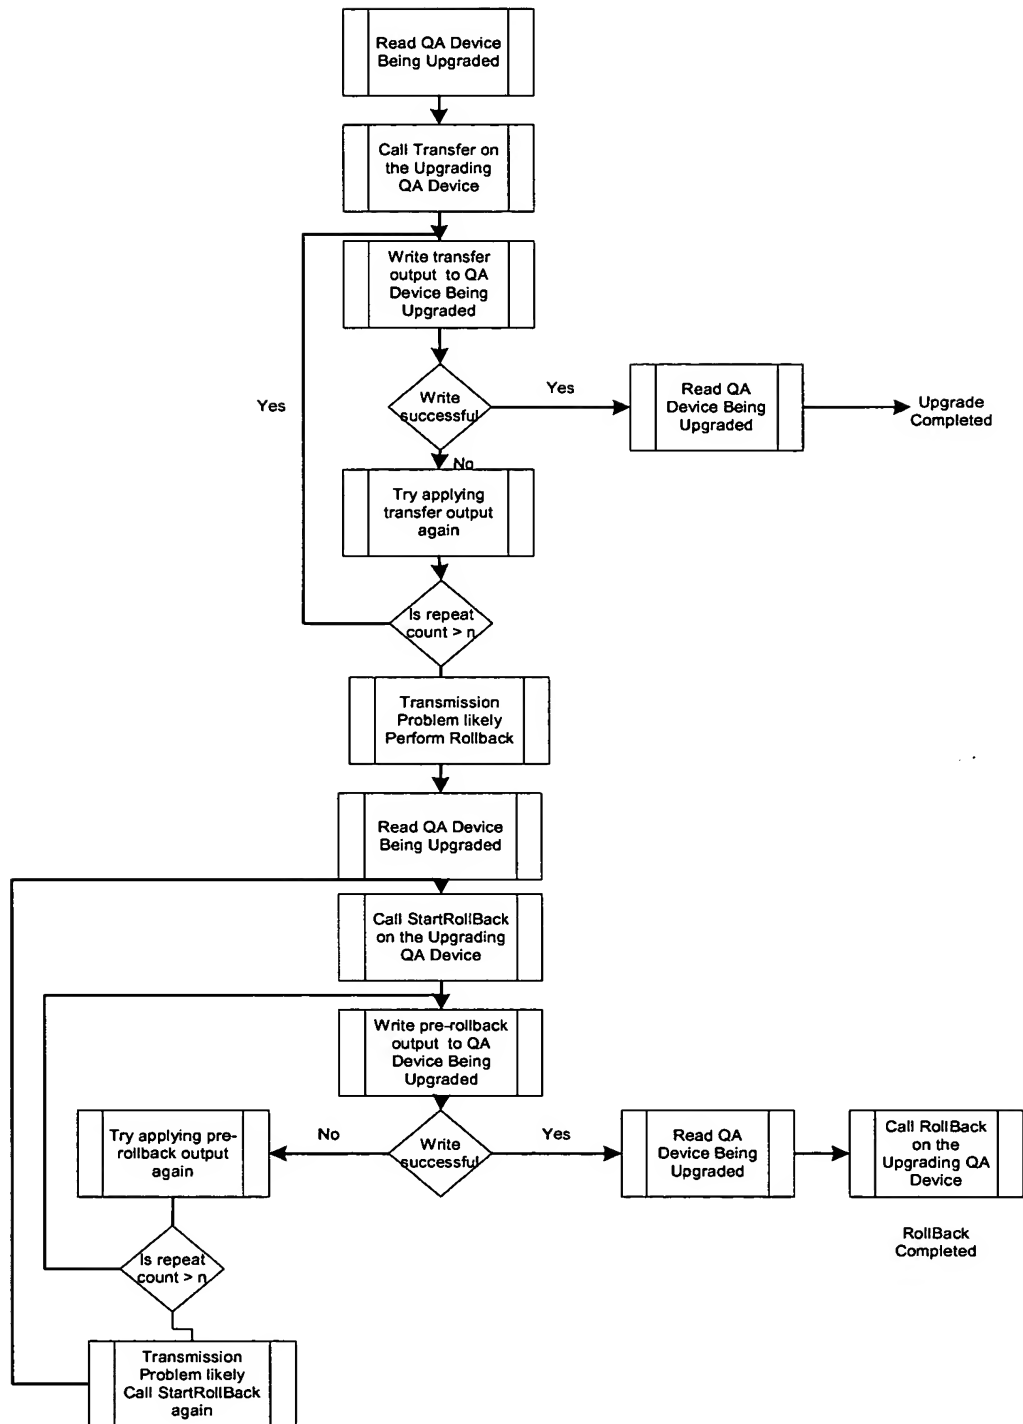 Read QA Device
Being Upgraded
Call Transfer on
the Upgrading
QA Device
Write transfer
output to QA
Device Being
Upgraded
Yes
Write
successful
Yes
Read QA
Device Being
Upgraded
Upgrade
Completed
No
Try applying
transfer output
again
Is repeat
count > n
Transmission
Problem likely
Perform Rollback
Read QA Device
Being Upgraded
Call StartRollBack
on the Upgrading
QA Device
Write pre-rollback
output to QA
Device Being
Upgraded
Try applying pre-
rollback output
again
No
Write
successful
Yes
Read QA
Device Being
Upgraded
Call RollBack
on the
Upgrading QA
Device
RollBack
Completed
Is repeat
count > n
Transmission
Problem likely
Call StartRollBack
again